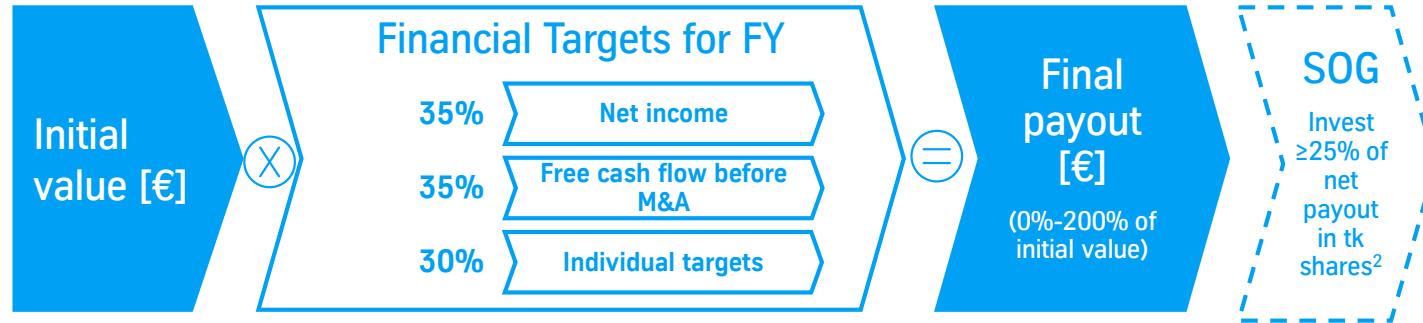 Initial
value [€]
Financial Targets for FY
35%
Net income
35%
Free cash flow before
M&A
30%
Individual targets
Final
payout
[€]
(0%-200% of
initial value)
SOG
Invest
≥25% of
net
payout
in tk
shares²